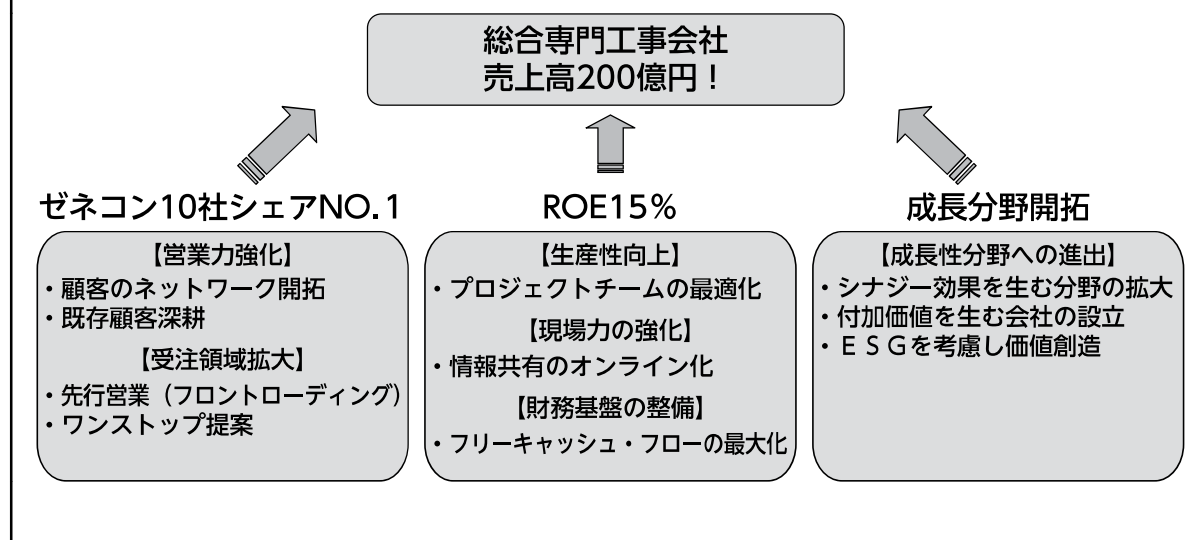 総合専門工事会社
売上高200億円！
ゼネコン10社シェアNO.1
【営業力強化】
・顧客のネットワーク開拓
・既存顧客深耕
【受注領域拡大】
・先行営業（フロントローディング）
・ワンストップ提案
ROE15%
【生産性向上】
・プロジェクトチームの最適化
【現場力の強化】
・情報共有のオンライン化
【財務基盤の整備】
・フリーキャッシュ・フローの最大化
成長分野開拓
【成長性分野への進出】
・シナジー効果を生む分野の拡大
・付加価値を生む会社の設立
・ＥＳＧを考慮し価値創造